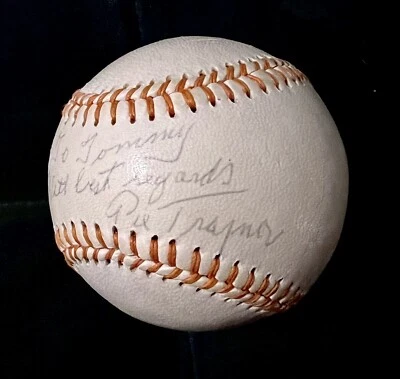 To Tommy
With best regards
Pie Traynor